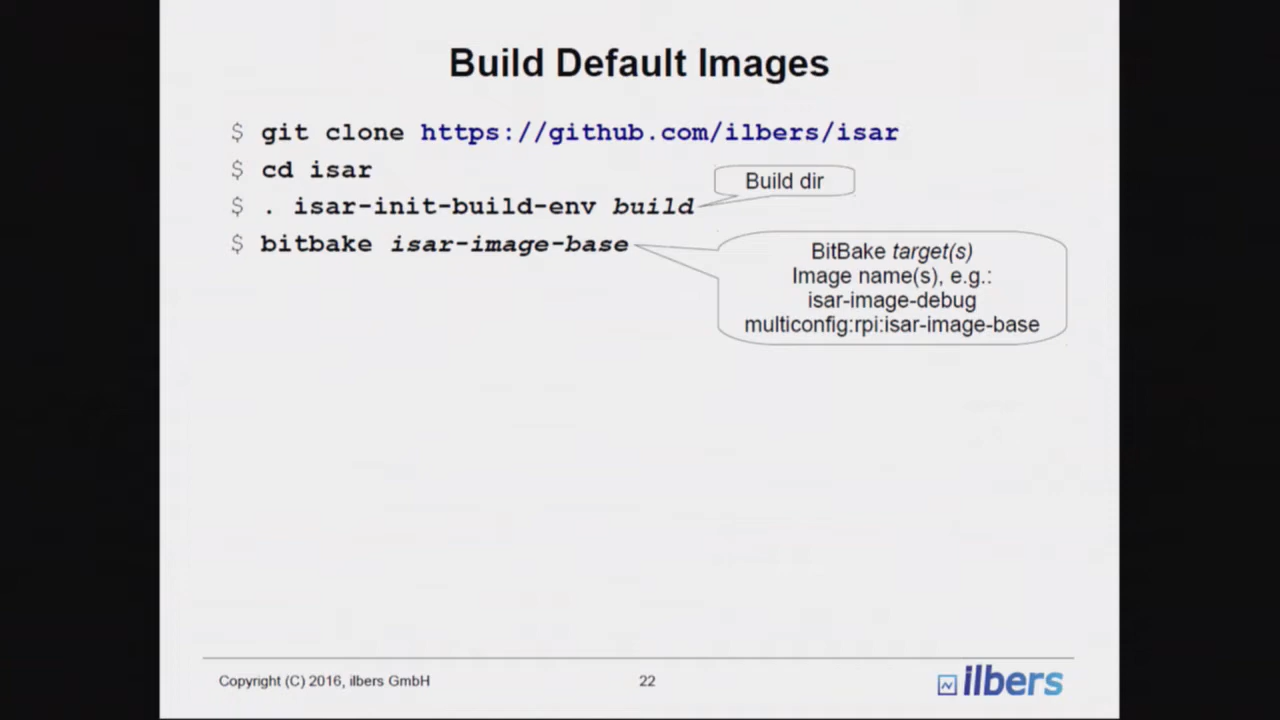 Build Default Images
$ git clone https://github.com/ilbers/isar
$ cd isar
Build dir
$ . isar-init-build-env build
$ bitbake isar-image-base
BitBake target(s)
Image name(s), e.g.:
isar-image-debug
multiconfig:rpi:isar-image-base
Copyright (C) 2016, ilbers GmbH
22
ilbers